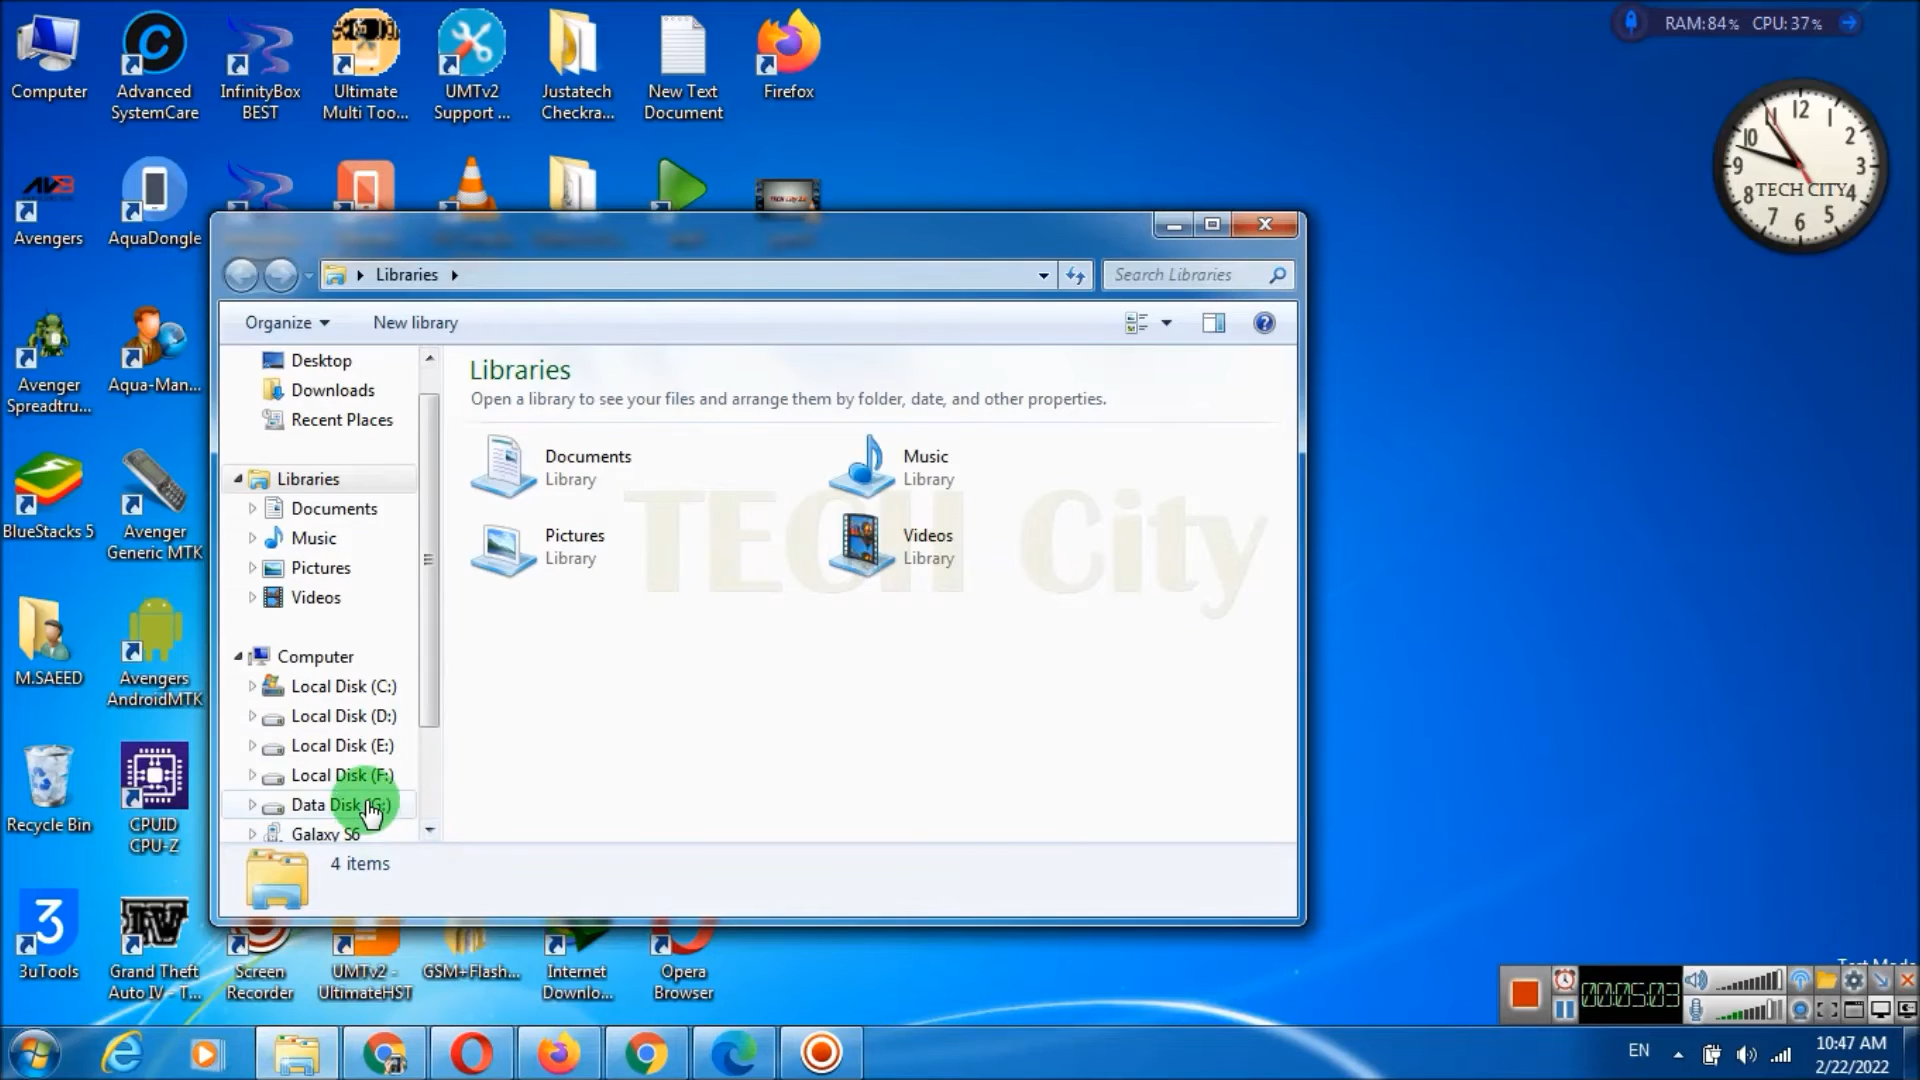 RAM:84% CPU:37%
Computer
Advanced
SystemCare
InfinityBox
BEST
Ultimate
Multi Too...
UMTv2
Support ...
Justatech
Checkra...
New Text
Document
Firefox
12
1
2
3
4
5
6
7
8
9
10
11
TECH CITY
Avengers
AquaDongle
Libraries
Search Libraries
Organize
New library
Desktop
Downloads
Recent Places
Libraries
Documents
Music
Pictures
Videos
Computer
Local Disk (C:)
Local Disk (D:)
Local Disk (E:)
Local Disk (F:)
Data Disk (G:)
Galaxy S6
Libraries
Open a library to see your files and arrange them by folder, date, and other properties.
Documents
Library
Music
Library
Pictures
Library
Videos
Library
TECH City
4 items
Avenger
Spreadtru...
Aqua-Man...
BlueStacks 5
Avenger
Generic MTK
M.SAEED
Avengers
AndroidMTK
Recycle Bin
CPUID
CPU-Z
3uTools
Grand Theft
Auto IV - T...
Screen
Recorder
UMTv2 -
UltimateHST
GSM+Flash...
Internet
Downlo...
Opera
Browser
00:05:03
EN
10:47 AM
2/22/2022